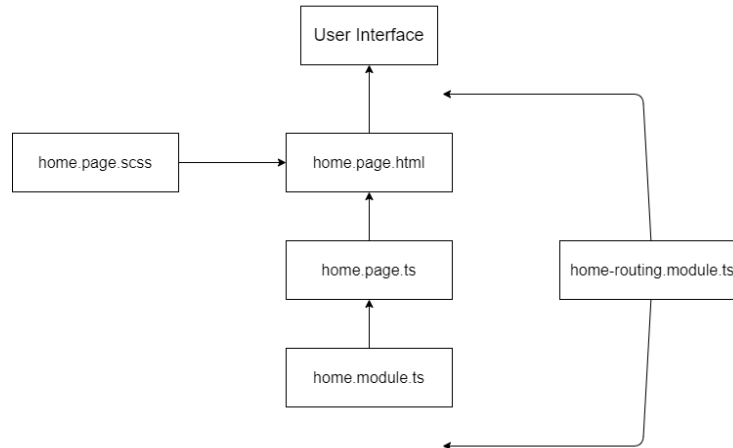 User Interface
home.page.scss
home.page.html
home.page.ts
home-routing.module.ts
home.module.ts